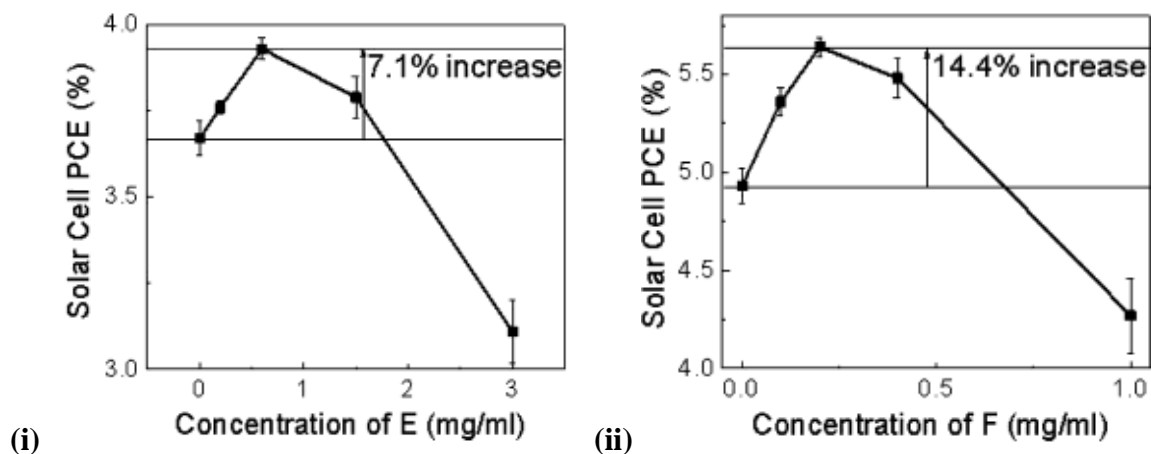 Solar Cell PCE (%)
4.0
3.5
3.0
7.1% increase
0
1
2
3
Concentration of E (mg/ml)
(i)
Solar Cell PCE (%)
5.5
5.0
4.5
4.0
14.4% increase
0.0
0.5
1.0
Concentration of F (mg/ml)
(ii)